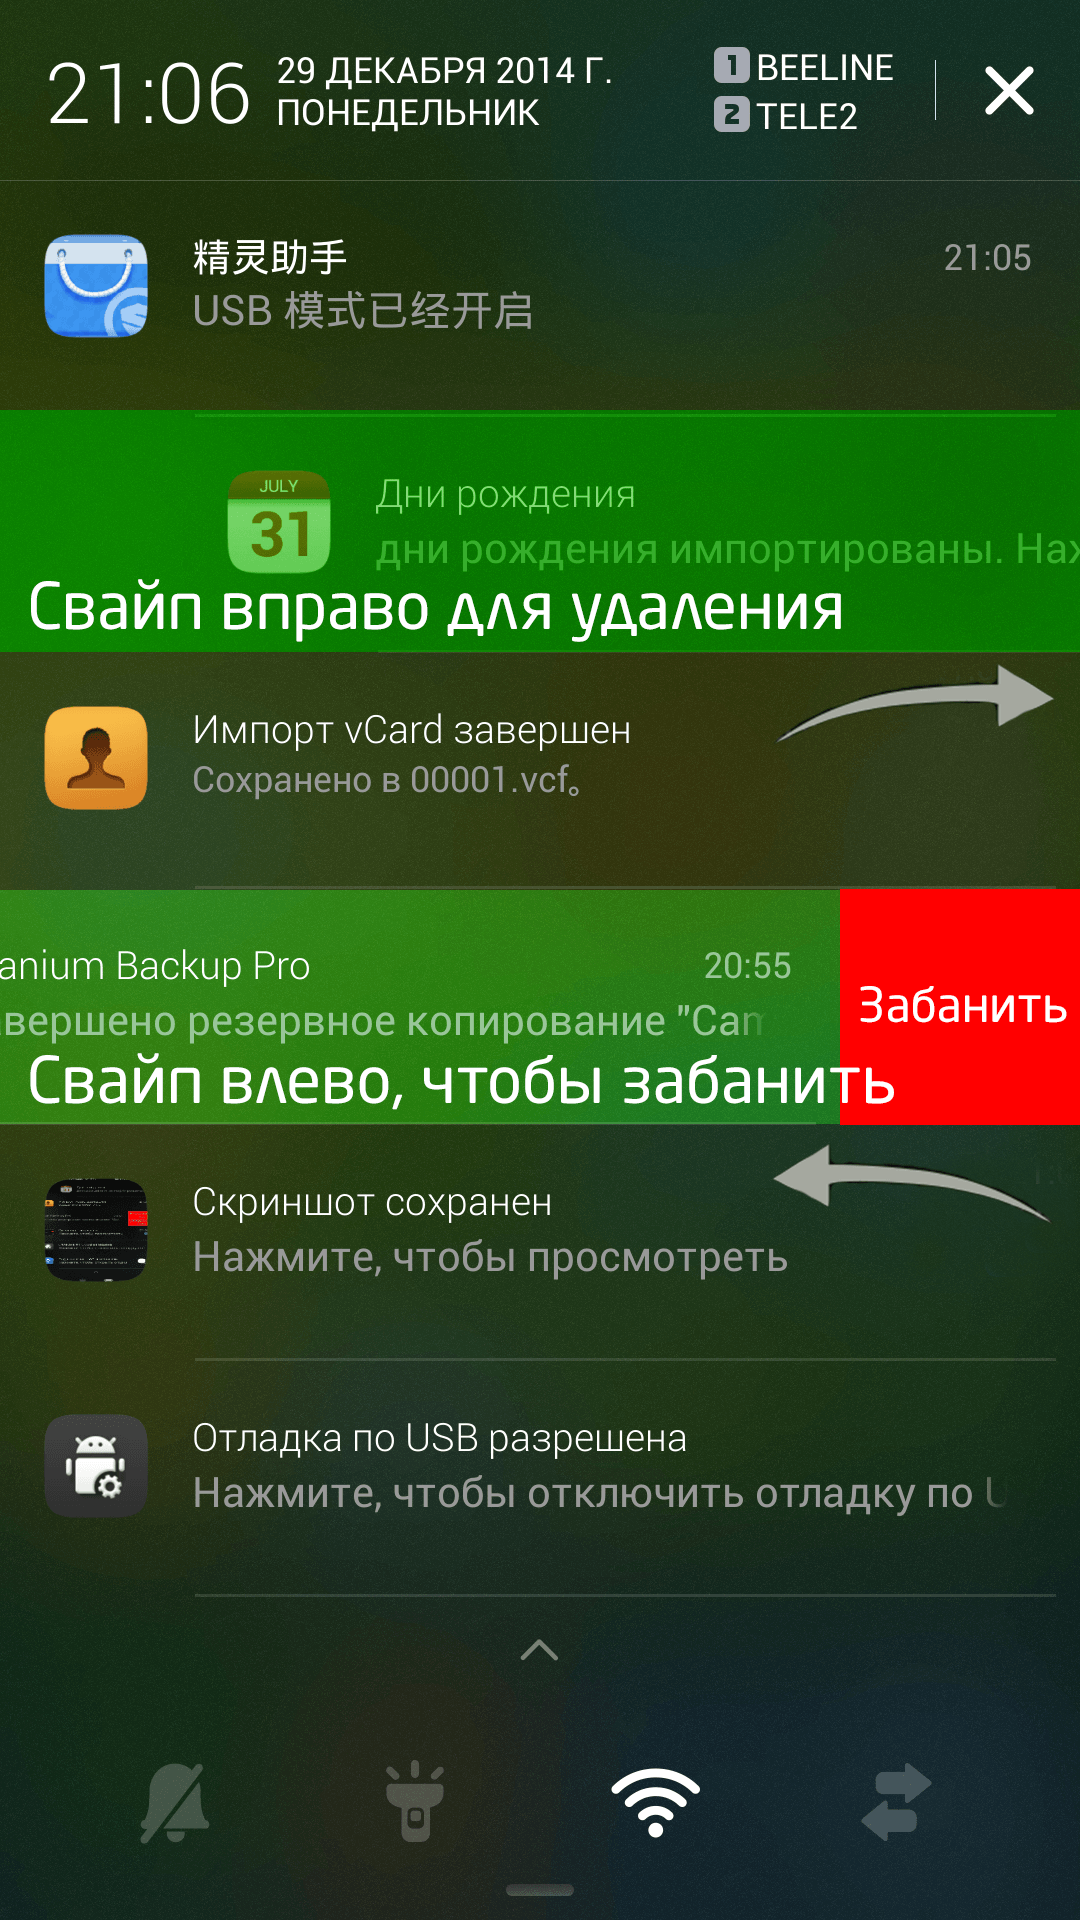 21:06
29 ДЕКАБРЯ 2014 Г.
ПОНЕДЕЛЬНИК
1 BEELINE
2 TELE2
精灵助手
21:05
USB 模式已经开启
JULY
31
Дни рождения
дни рождения импортированы. Наж
Свайп вправо для удаления
Импорт vCard завершен
Сохранено в 00001.vcf。
anium Backup Pro
20:55
авершено резервное копирование "Cam
Забанить
Свайп влево, чтобы забанить
Скриншот сохранен
Нажмите, чтобы просмотреть
Отладка по USB разрешена
Нажмите, чтобы отключить отладку по U